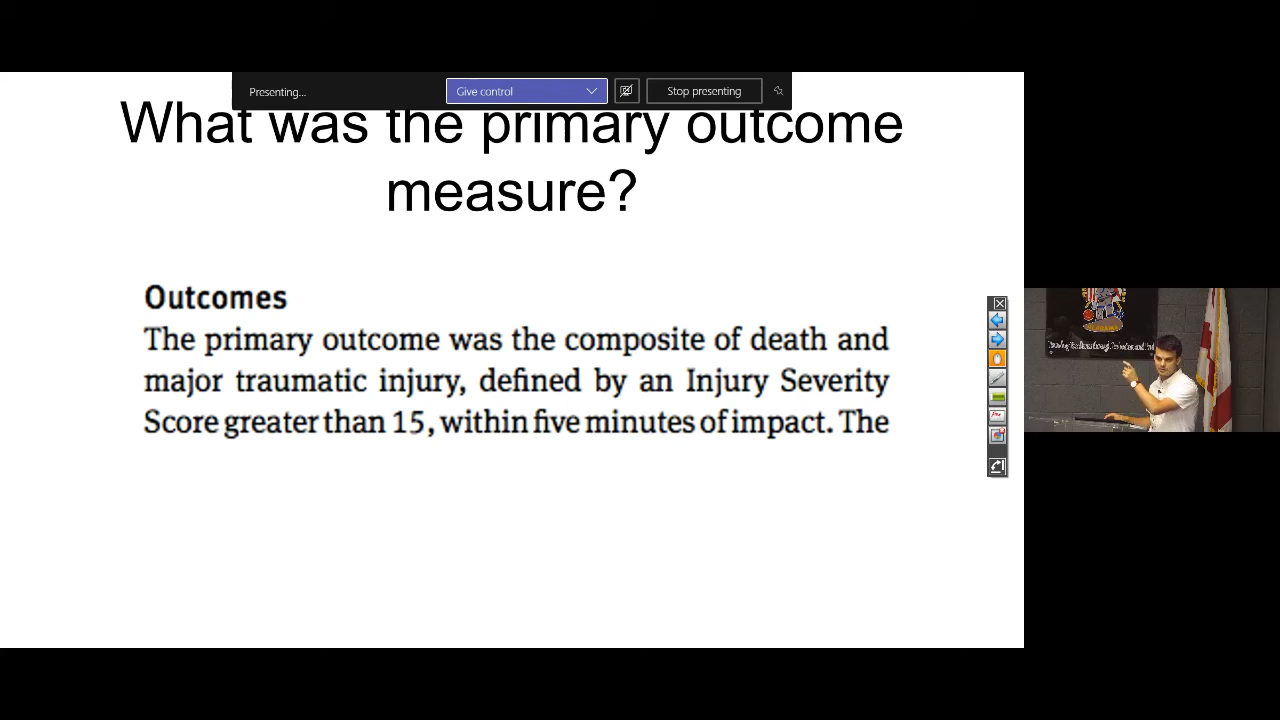 Presenting...
Give control
Stop presenting
What was the primary outcome
measure?
Outcomes
The primary outcome was the composite of death and
major traumatic injury, defined by an Injury Severity
Score greater than 15, within five minutes of impact. The